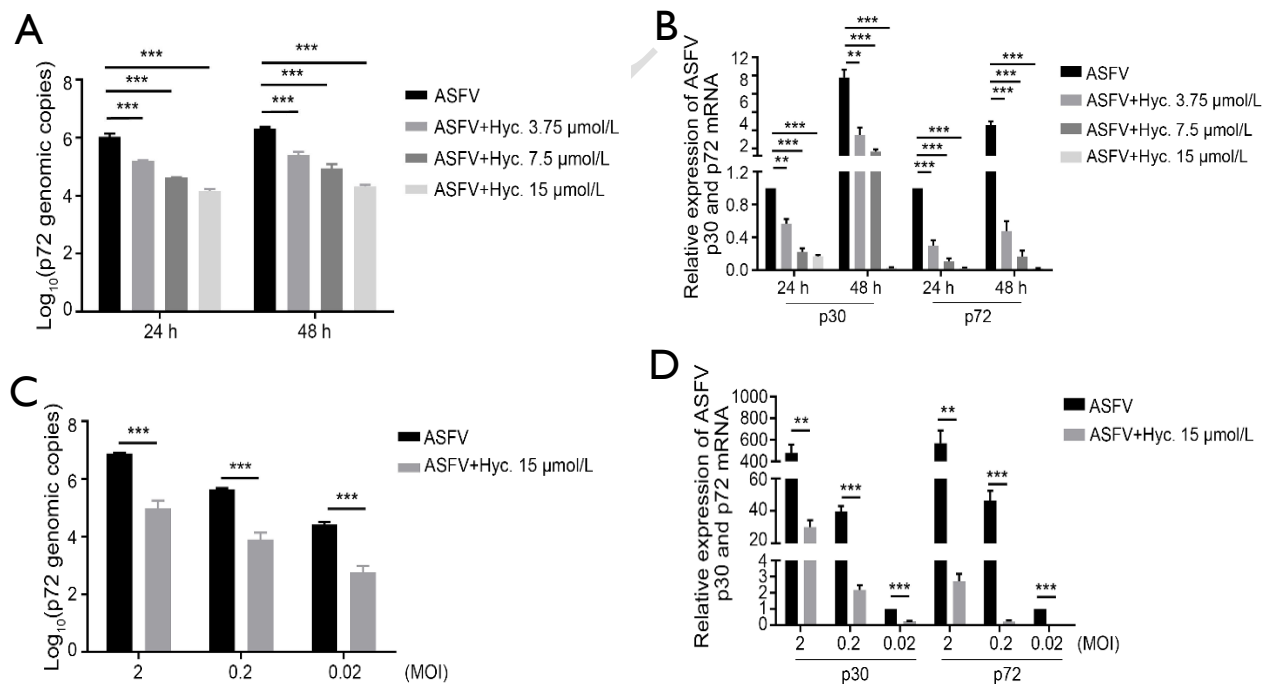 A
Log10(p72 genomic copies)
8
6
4
2
0
***
***
***
***
***
***
24 h
48 h
ASFV
ASFV+Hyc. 3.75 µmol/L
ASFV+Hyc. 7.5 µmol/L
ASFV+Hyc. 15 µmol/L
B
Relative expression of ASFV
p30 and p72 mRNA
12
8
4
2
1.2
0.8
0.4
0.0
***
***
**
***
***
**
***
***
***
***
***
***
24 h
48 h
24 h
48 h
p30
p72
ASFV
ASFV+Hyc. 3.75 µmol/L
ASFV+Hyc. 7.5 µmol/L
ASFV+Hyc. 15 µmol/L
C
Log10(p72 genomic copies)
8
6
4
2
0
***
***
***
2
0.2
0.02
(MOI)
ASFV
ASFV+Hyc. 15 µmol/L
D
Relative expression of ASFV
p30 and p72 mRNA
1000
800
600
400
60
40
20
4
3
2
1
0
**
***
***
**
***
***
2
0.2
0.02
2
0.2
0.02
(MOI)
p30
p72
ASFV
ASFV+Hyc. 15 µmol/L